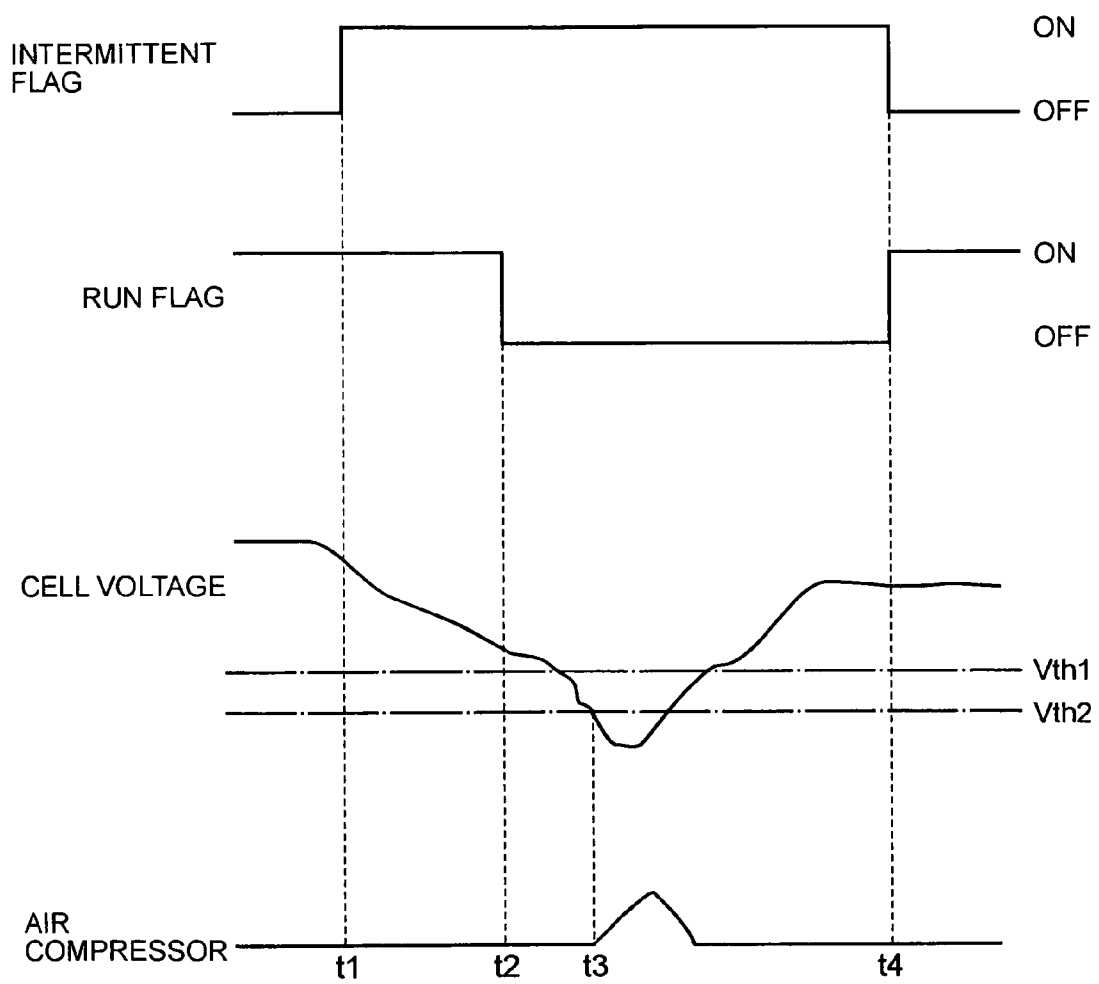 INTERMITTENT
FLAG
ON
OFF
RUN FLAG
ON
OFF
CELL VOLTAGE
Vth1
Vth2
AIR
COMPRESSOR
t1
t2
t3
t4